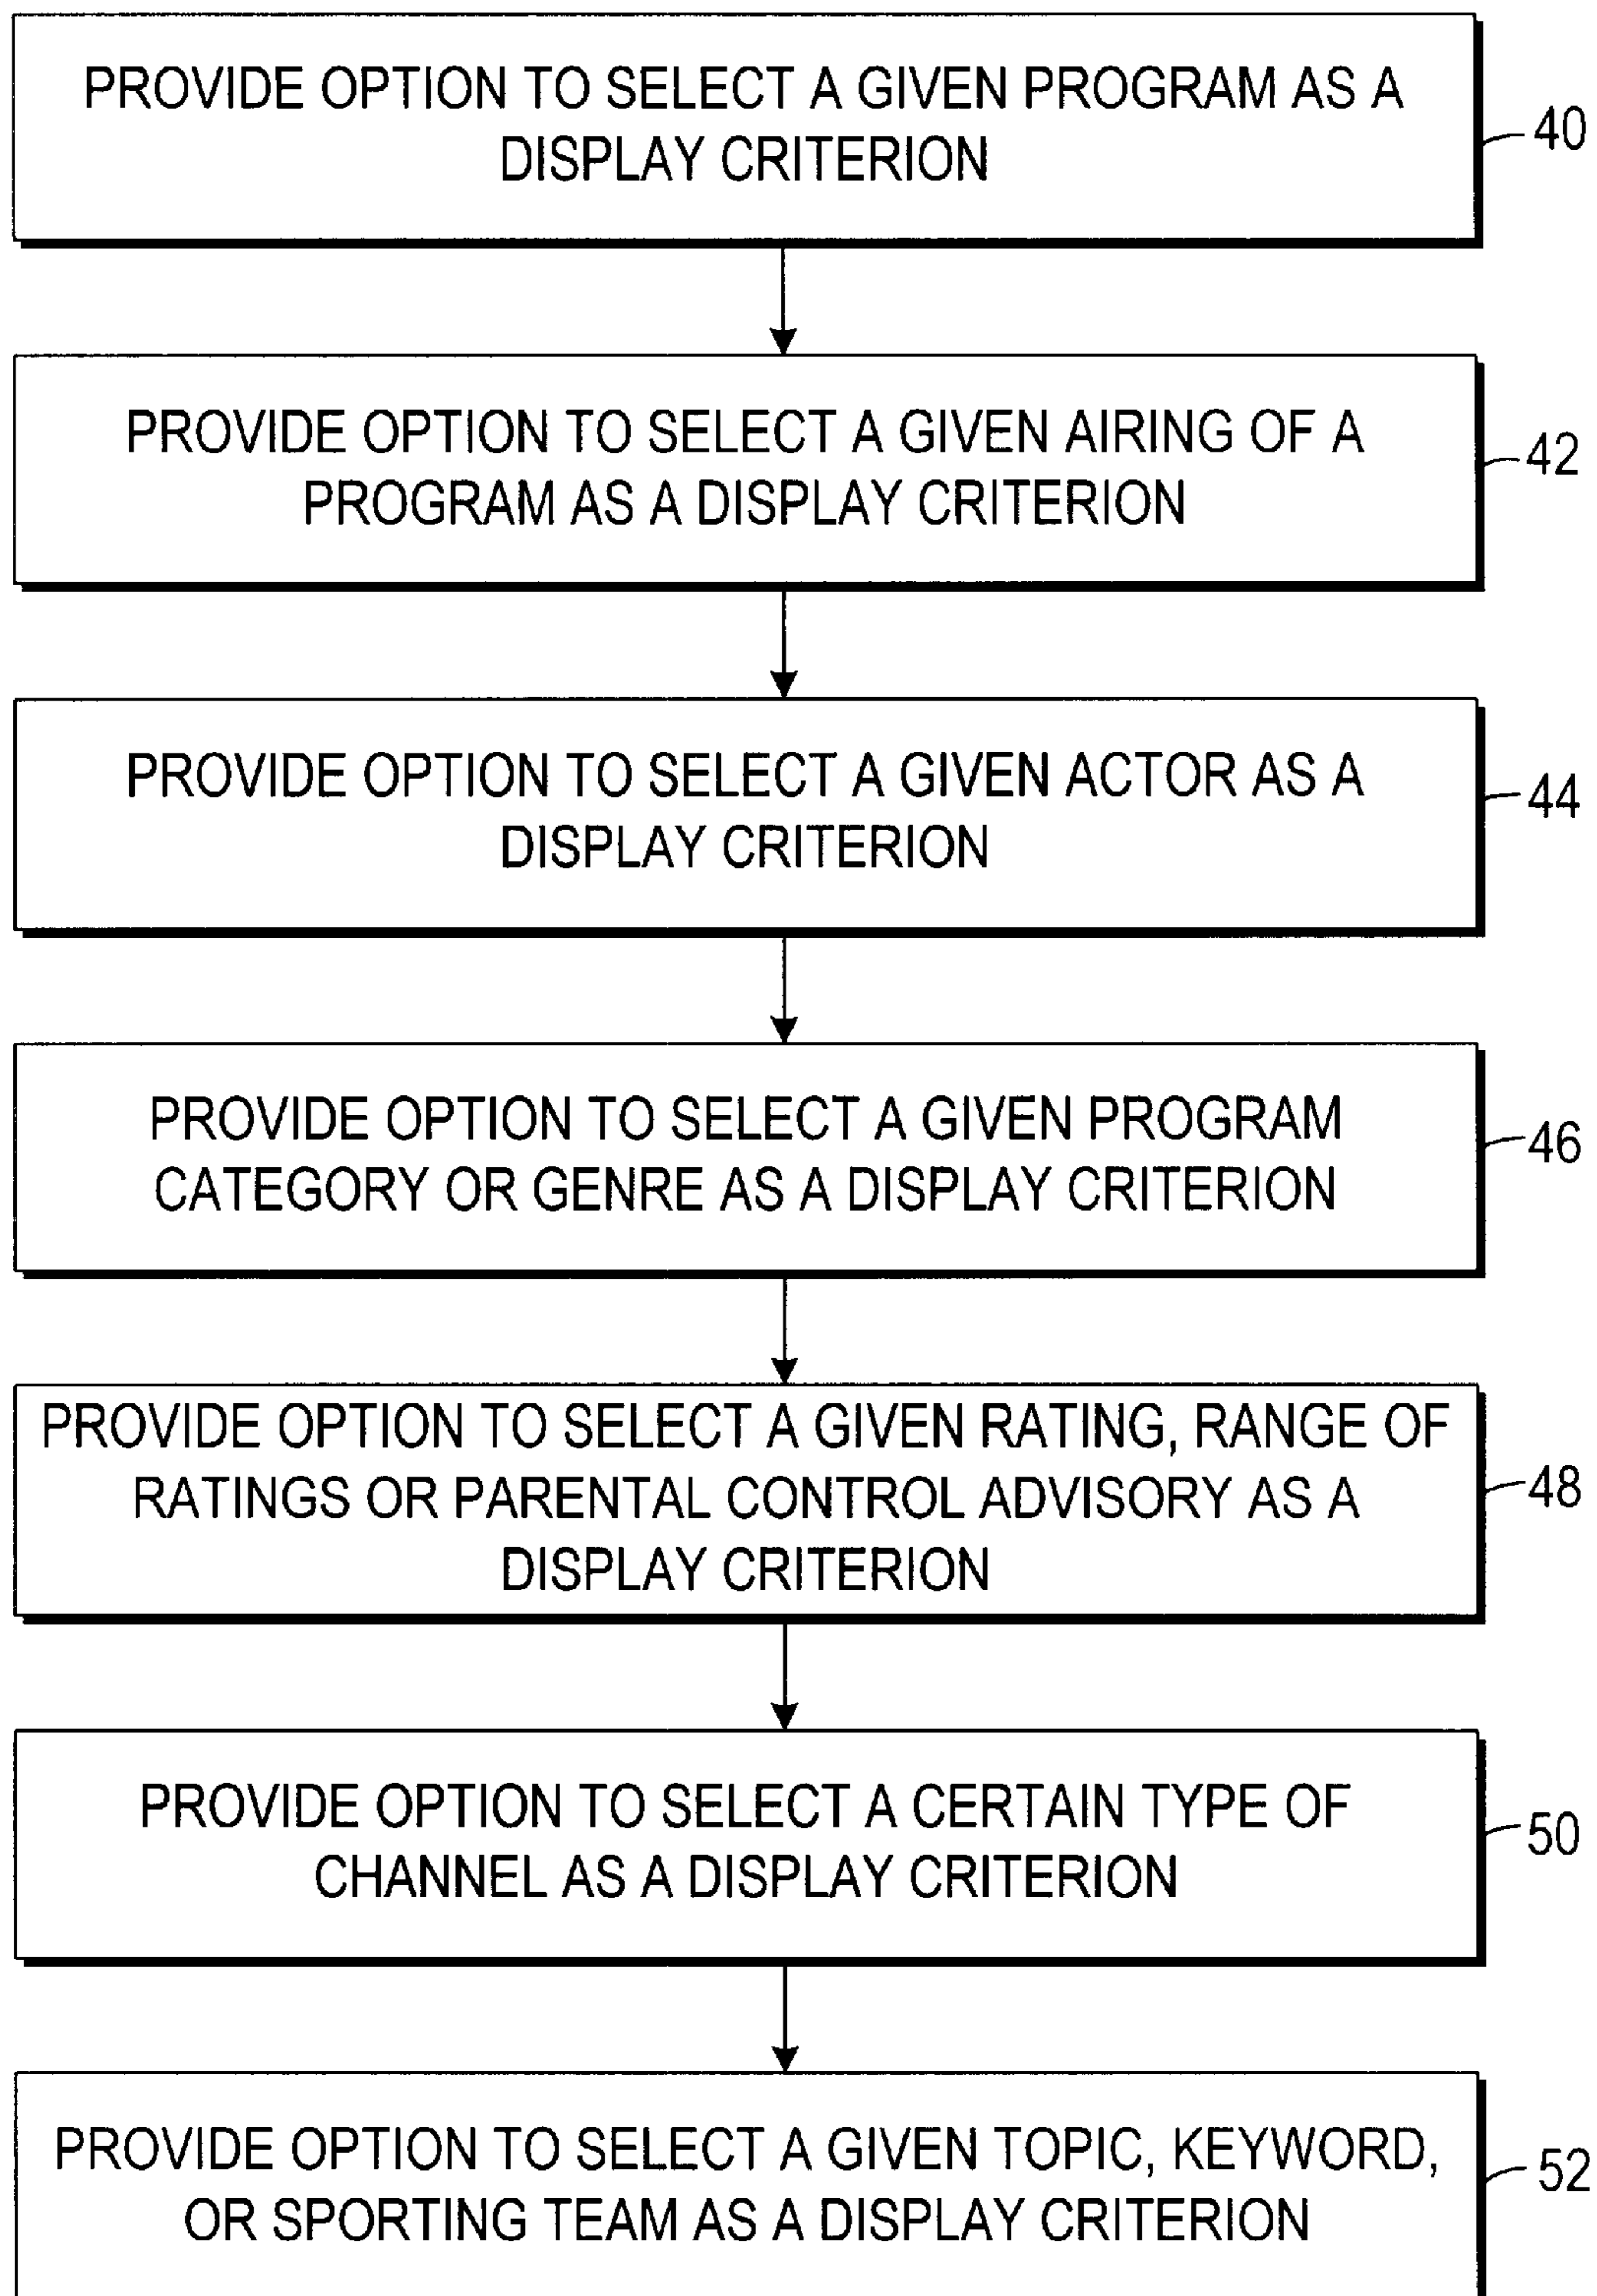 PROVIDE OPTION TO SELECT A GIVEN PROGRAM AS A
DISPLAY CRITERION
40
PROVIDE OPTION TO SELECT A GIVEN AIRING OF A
PROGRAM AS A DISPLAY CRITERION
42
PROVIDE OPTION TO SELECT A GIVEN ACTOR AS A
DISPLAY CRITERION
44
PROVIDE OPTION TO SELECT A GIVEN PROGRAM
CATEGORY OR GENRE AS A DISPLAY CRITERION
46
PROVIDE OPTION TO SELECT A GIVEN RATING, RANGE OF
RATINGS OR PARENTAL CONTROL ADVISORY AS A
DISPLAY CRITERION
48
PROVIDE OPTION TO SELECT A CERTAIN TYPE OF
CHANNEL AS A DISPLAY CRITERION
50
PROVIDE OPTION TO SELECT A GIVEN TOPIC, KEYWORD,
OR SPORTING TEAM AS A DISPLAY CRITERION
52